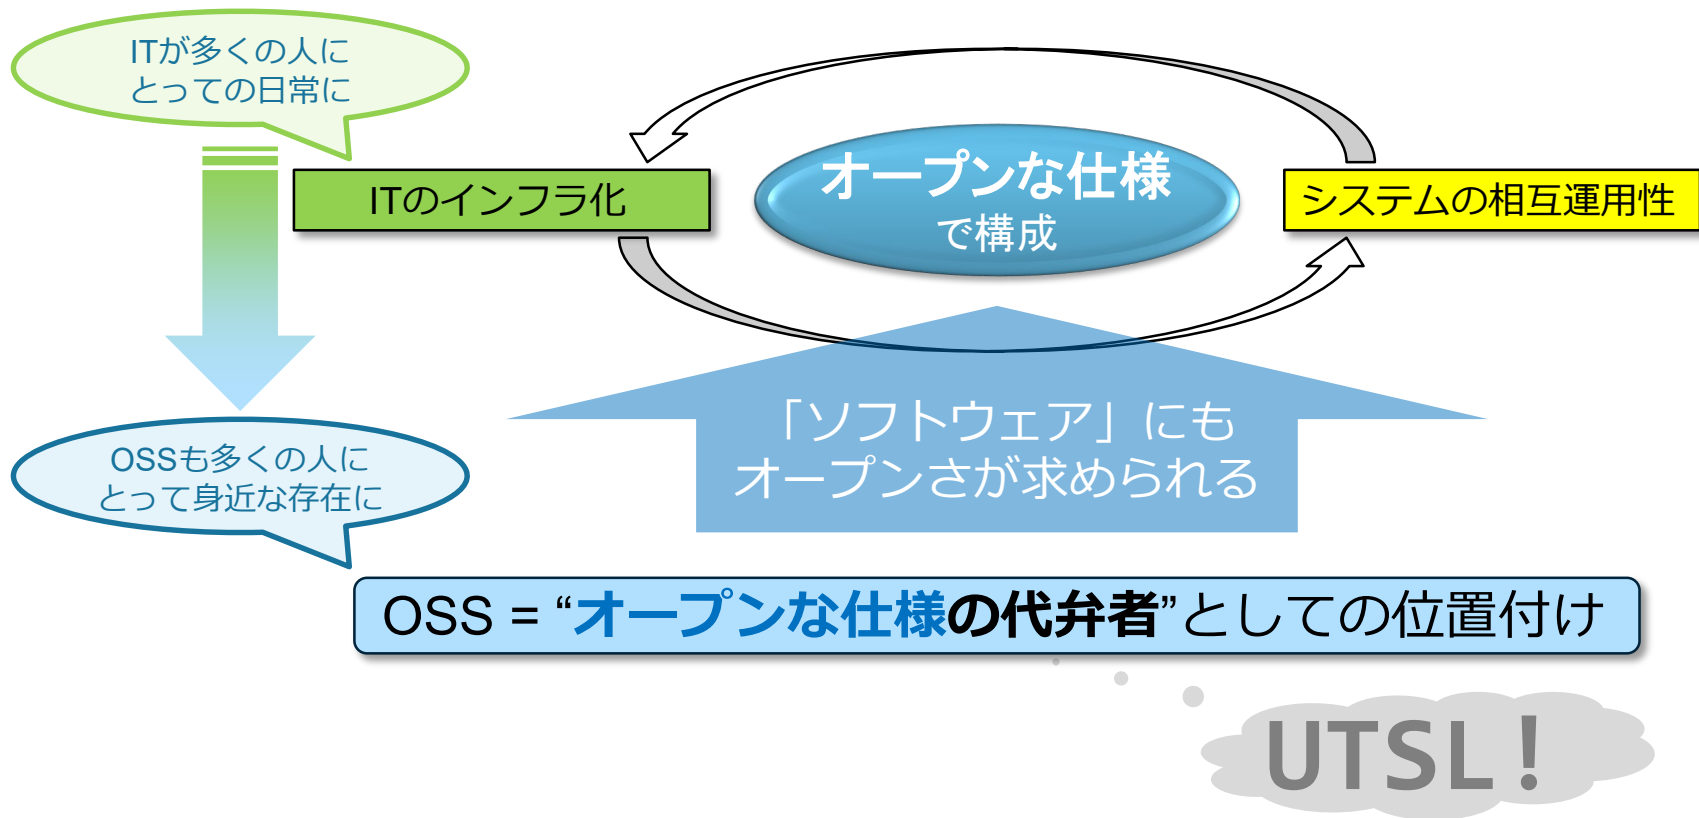 ITが多くの人に
とっての日常に
ITのインフラ化
オープンな仕様
で構成
システムの相互運用性
「ソフトウェア」にも
オープンさが求められる
OSSも多くの人に
とって身近な存在に
OSS = “オープンな仕様の代弁者”としての位置付け
UTSL!